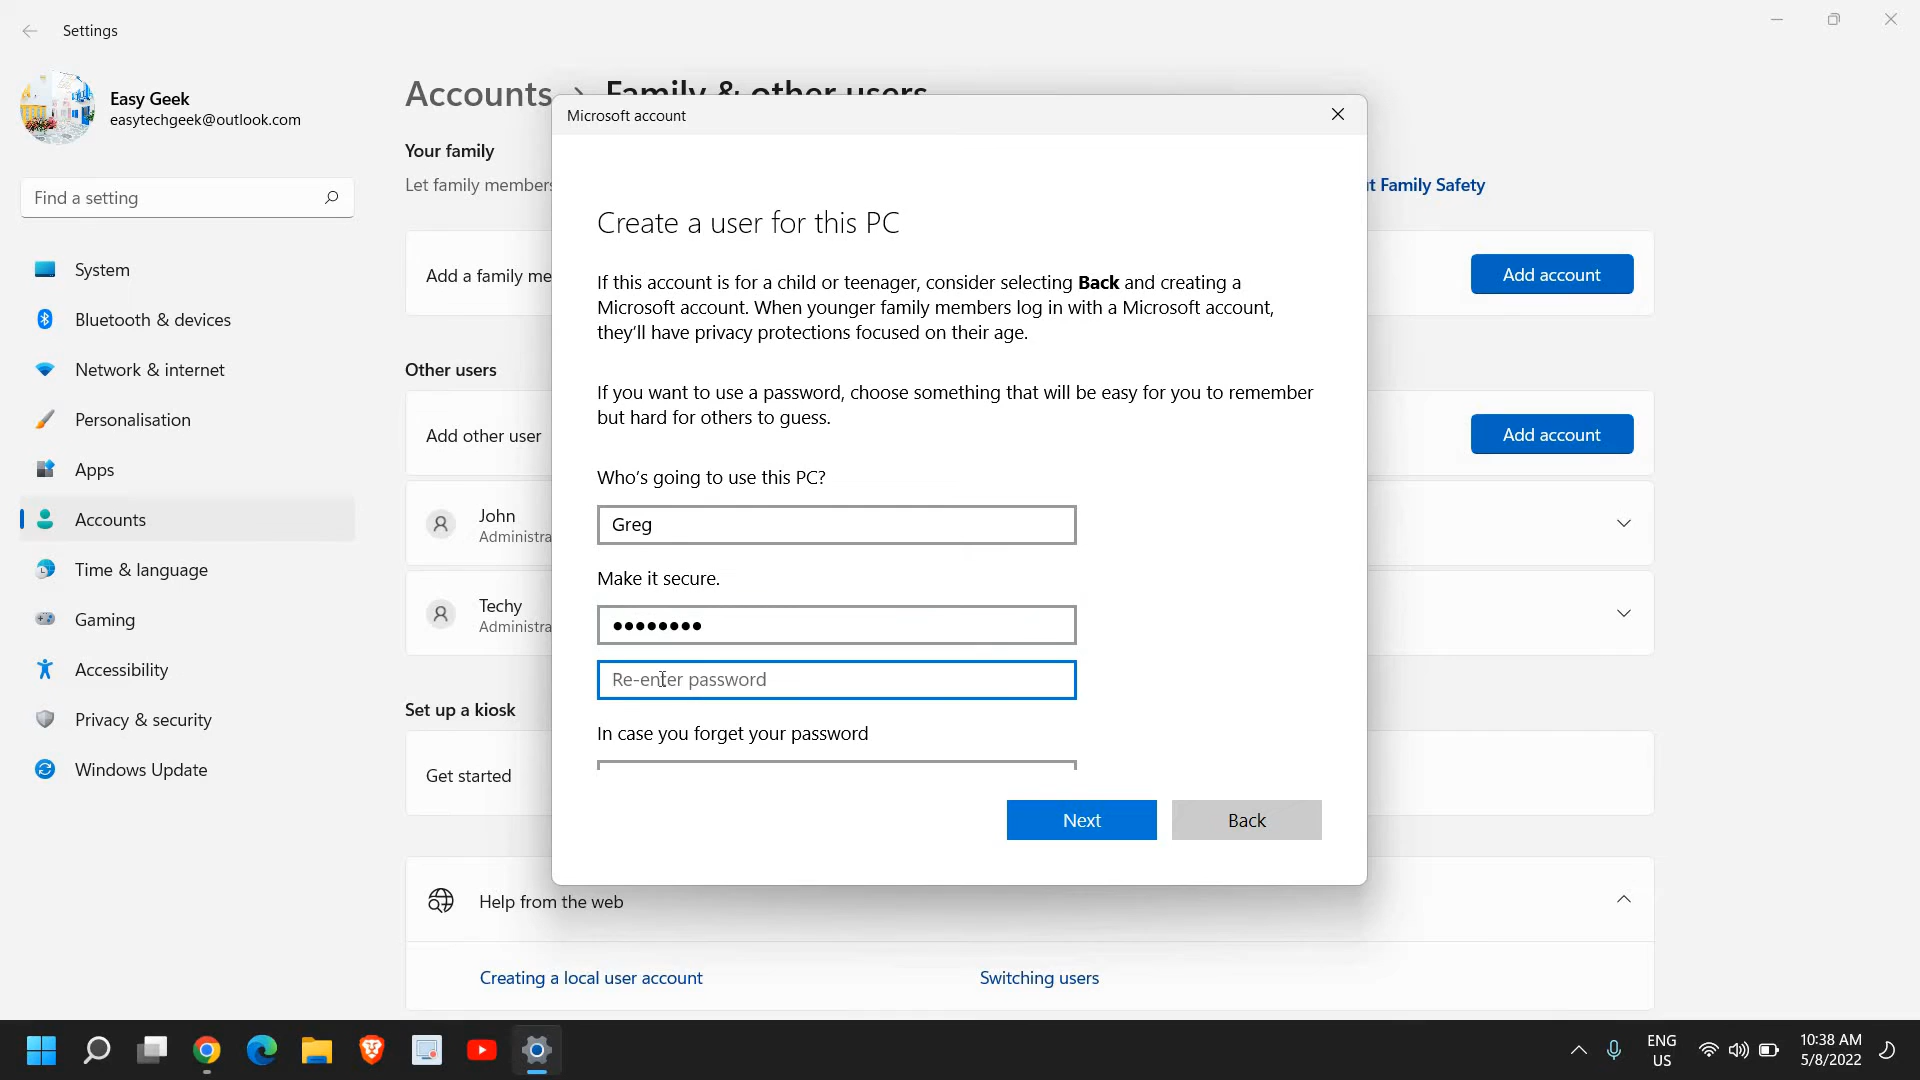 Settings
Easy Geek
easytechgeek@outlook.com
Find a setting
System
Bluetooth & devices
Network & internet
Personalisation
Apps
Accounts
Time & language
Gaming
Accessibility
Privacy & security
Windows Update
Accounts › Family & other users
Your family
Let family members
t Family Safety
Add a family me
Add account
Other users
Add other user
Add account
John
Administra
Techy
Administra
Set up a kiosk
Get started
Help from the web
Creating a local user account
Switching users
Microsoft account
Create a user for this PC
If this account is for a child or teenager, consider selecting Back and creating a
Microsoft account. When younger family members log in with a Microsoft account,
they'll have privacy protections focused on their age.
If you want to use a password, choose something that will be easy for you to remember
but hard for others to guess.
Who's going to use this PC?
Greg
Make it secure.
●●●●●●●●
Re-enter password
In case you forget your password
Next
Back
ENG
US
10:38 AM
5/8/2022